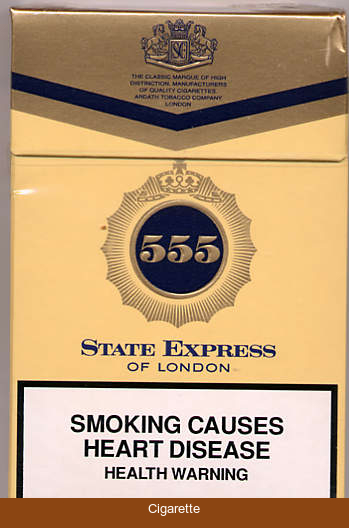 THE CLASSIC MARQUE OF HIGH
DISTINCTION. MANUFACTURERS
OF QUALITY CIGARETTES
ARDATH TOBACCO COMPANY
LONDON
555
STATE EXPRESS
OF LONDON
SMOKING CAUSES
HEART DISEASE
HEALTH WARNING
Cigarette